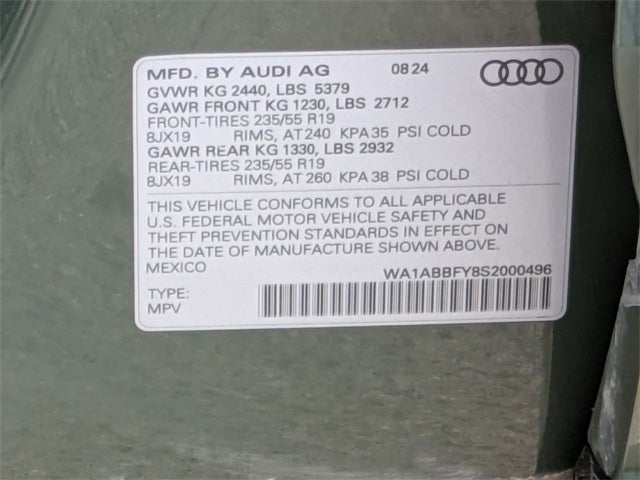 MFD. BY AUDI AG 08 24
GVWR KG 2440, LBS 5379
GAWR FRONT KG 1230, LBS 2712
FRONT-TIRES 235/55 R19
8JX19 RIMS, AT 240 KPA 35 PSI COLD
GAWR REAR KG 1330, LBS 2932
REAR-TIRES 235/55 R19
8JX19 RIMS, AT 260 KPA 38 PSI COLD
THIS VEHICLE CONFORMS TO ALL APPLICABLE
U.S. FEDERAL MOTOR VEHICLE SAFETY AND
THEFT PREVENTION STANDARDS IN EFFECT ON
THE DATE OF MANUFACTURE SHOWN ABOVE.
MEXICO WA1ABBFY8S2000496
TYPE:
MPV